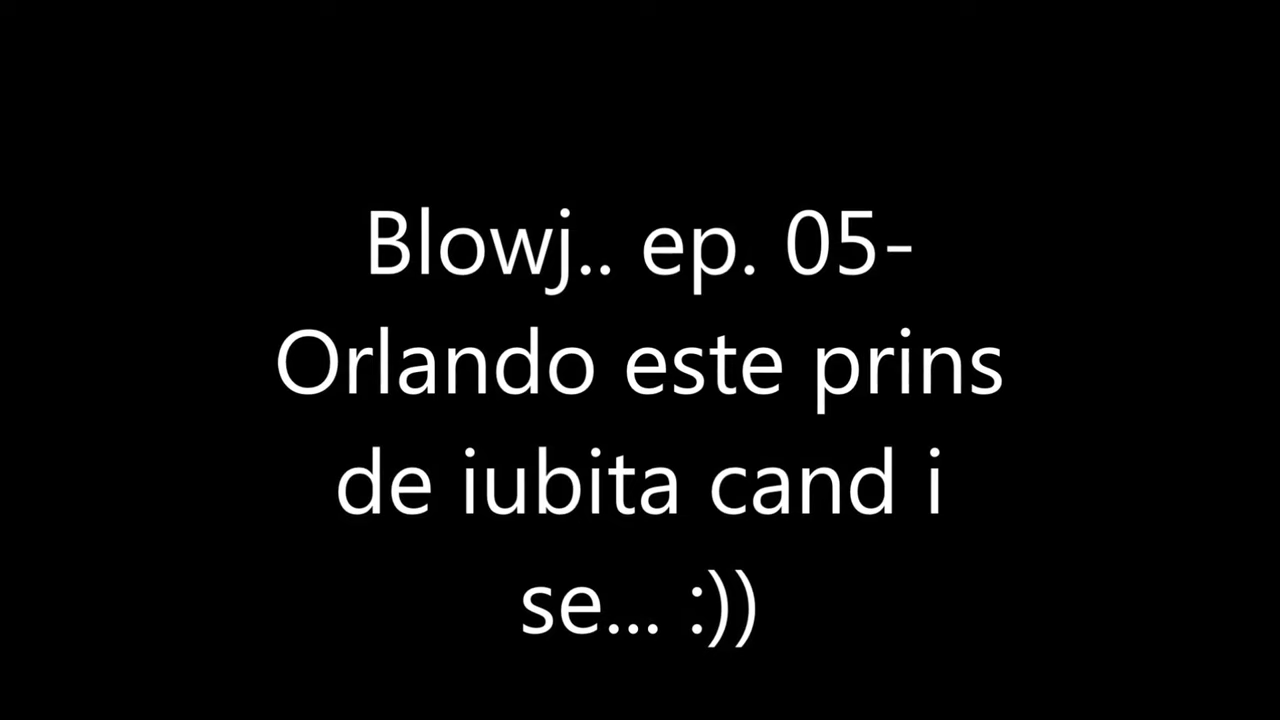 Blowj.. ep. 05-
Orlando este prins
de iubita cand i
se... :))